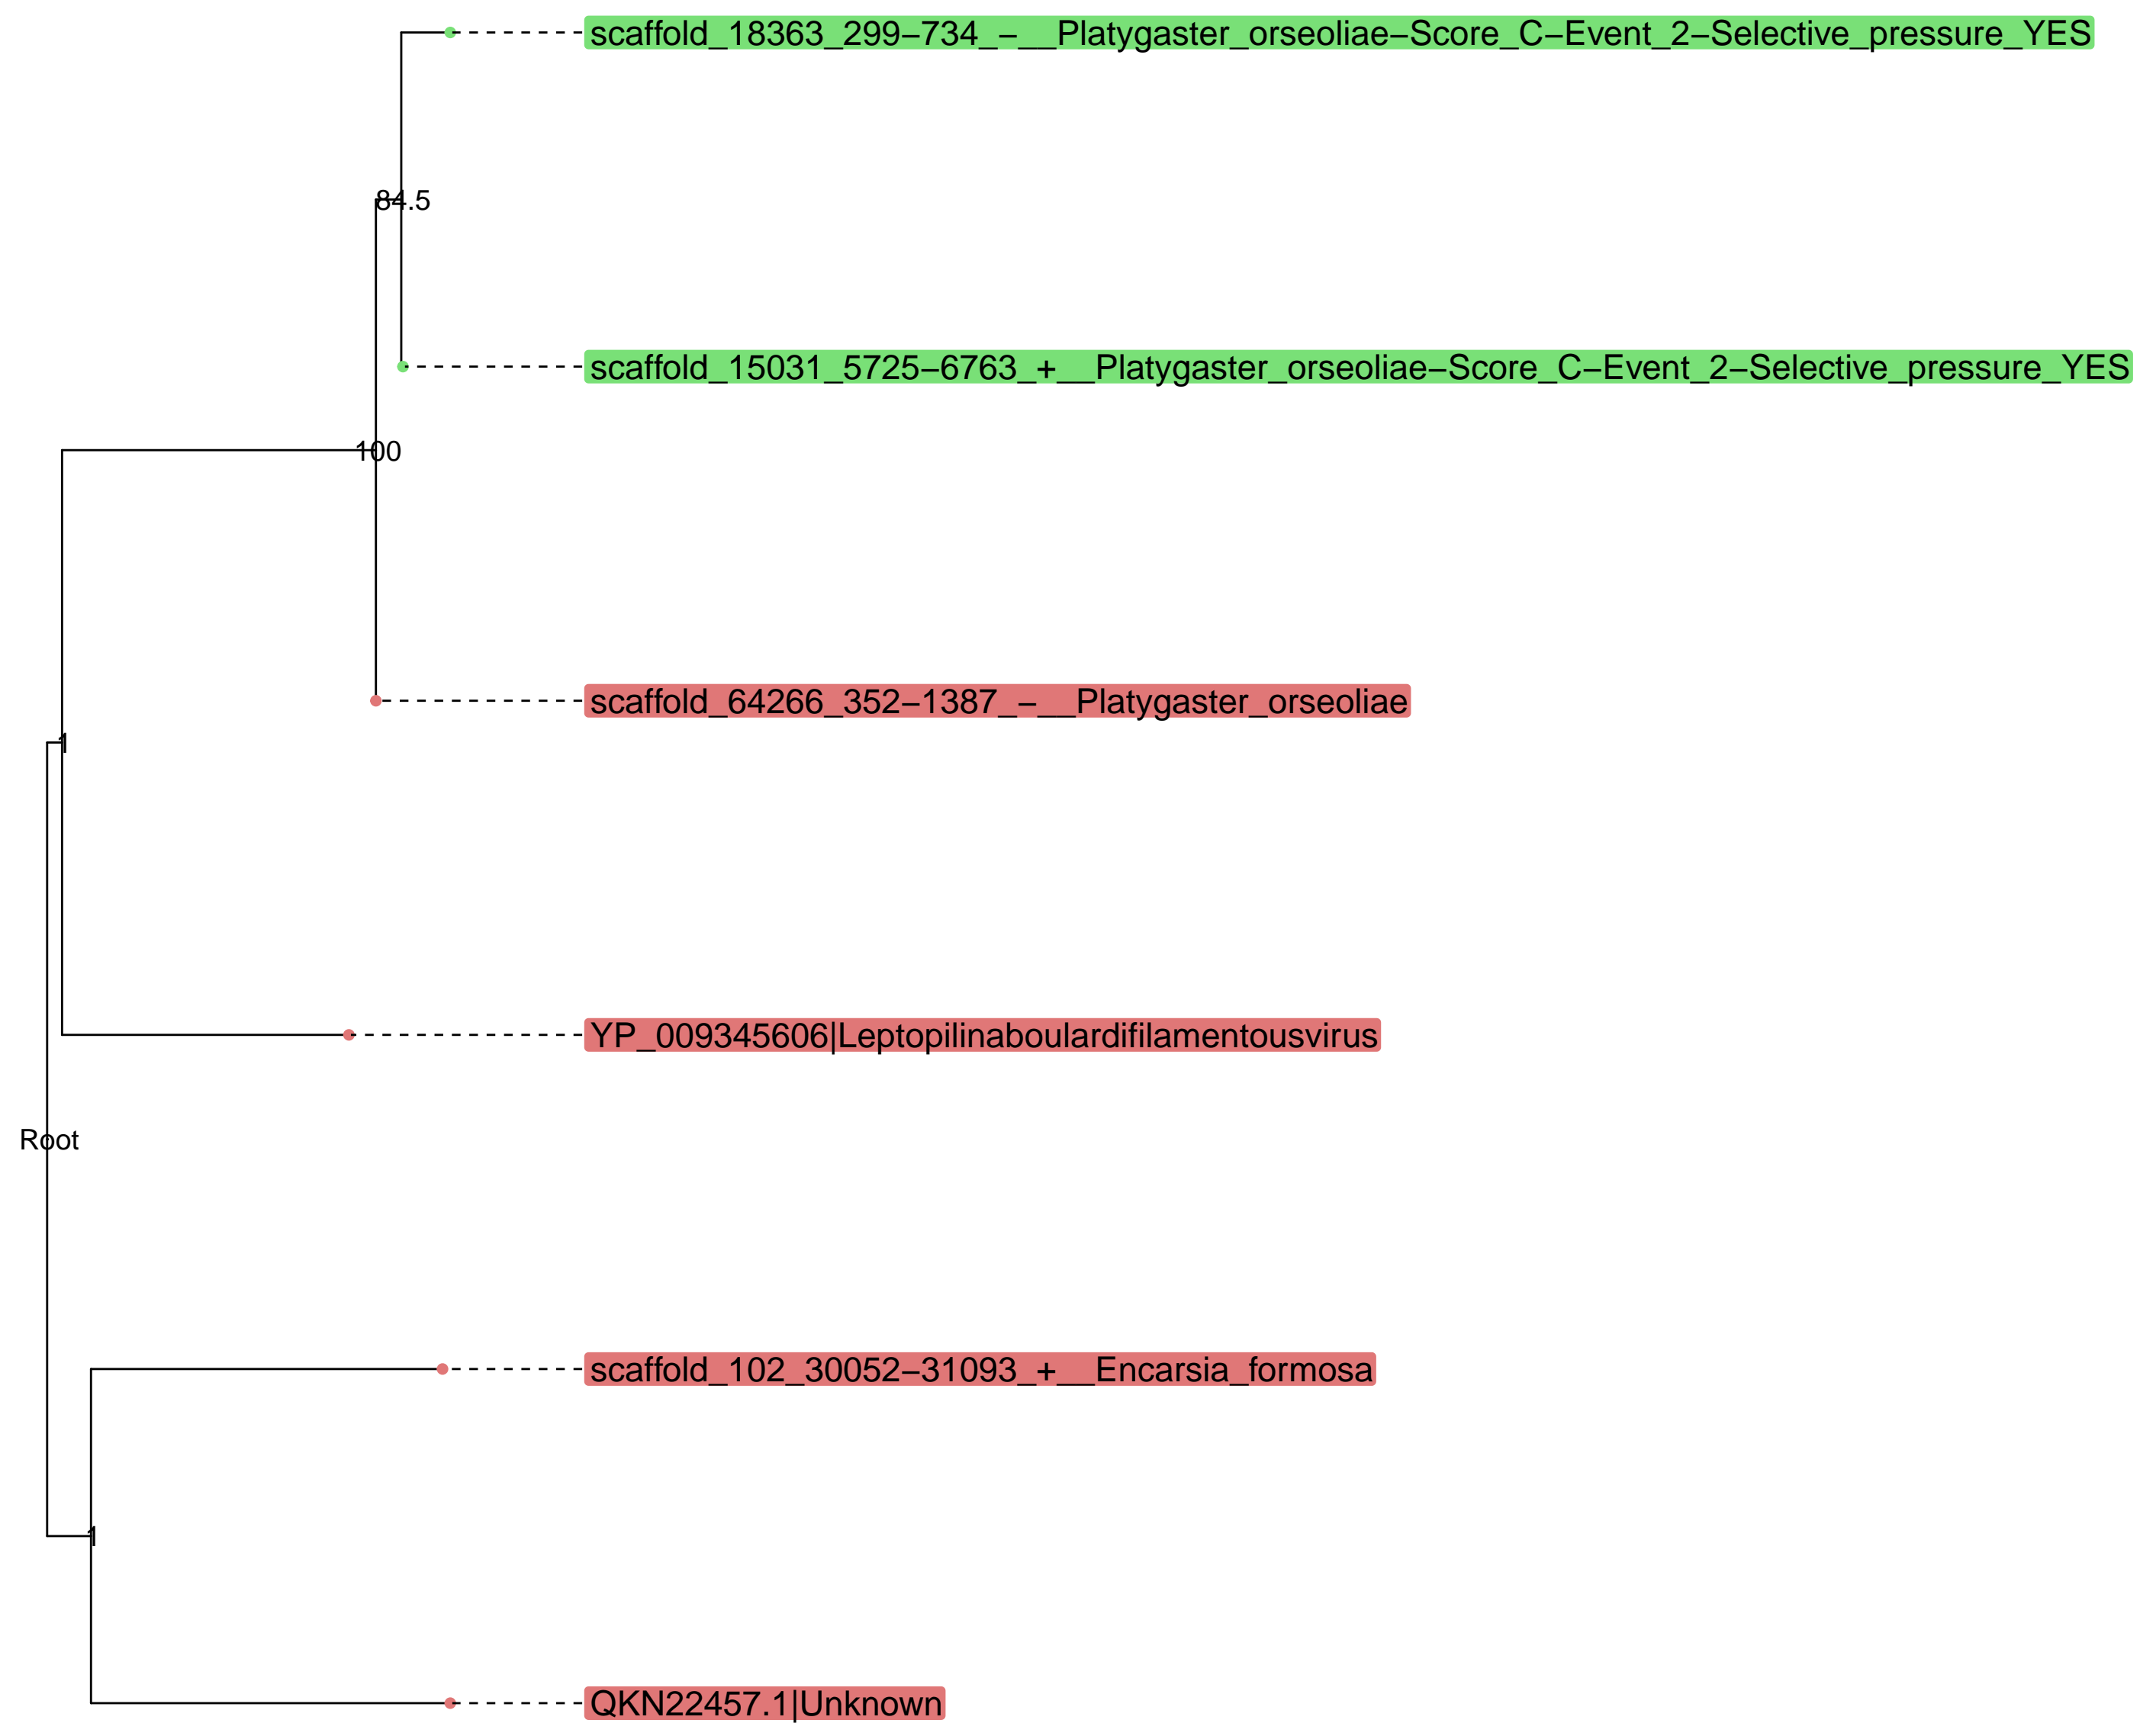 scaffold_18363_299−734_−__Platygaster_orseoliae−Score_C−Event_2−Selective_pressure_YES
84.5
scaffold_15031_5725−6763_+__Platygaster_orseoliae−Score_C−Event_2−Selective_pressure_YES
100
scaffold_64266_352−1387_−__Platygaster_orseoliae
1
YP_009345606|Leptopilinaboulardifilamentousvirus
Root
scaffold_102_30052−31093_+__Encarsia_formosa
1
QKN22457.1|Unknown